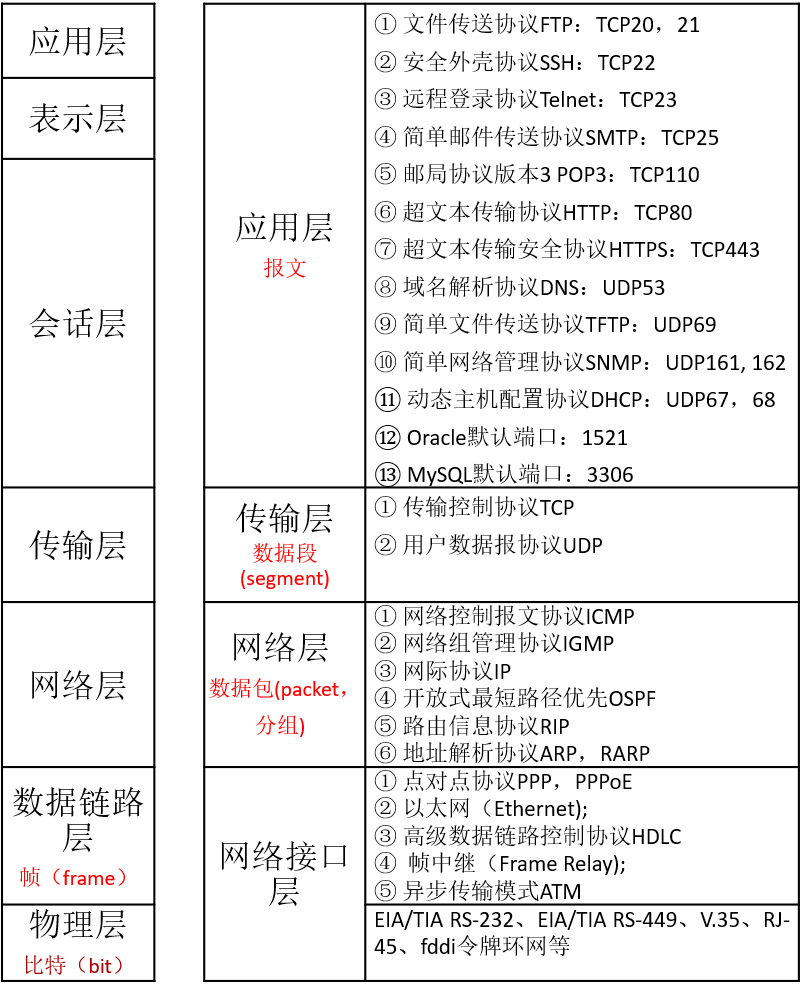 应用层
表示层
会话层
传输层
网络层
数据链路
层
帧（frame）
物理层
比特（bit）
应用层
报文
传输层
数据段
(segment)
网络层
数据包(packet，
分组)
网络接口
层
① 文件传送协议FTP：TCP20，21
② 安全外壳协议SSH：TCP22
③ 远程登录协议Telnet：TCP23
④ 简单邮件传送协议SMTP：TCP25
⑤ 邮局协议版本3 POP3：TCP110
⑥ 超文本传输协议HTTP：TCP80
⑦ 超文本传输安全协议HTTPS：TCP443
⑧ 域名解析协议DNS：UDP53
⑨ 简单文件传送协议TFTP：UDP69
⑩ 简单网络管理协议SNMP：UDP161, 162
⑪ 动态主机配置协议DHCP：UDP67，68
⑫ Oracle默认端口：1521
⑬ MySQL默认端口：3306
① 传输控制协议TCP
② 用户数据报协议UDP
① 网络控制报文协议ICMP
② 网络组管理协议IGMP
③ 网际协议IP
④ 开放式最短路径优先OSPF
⑤ 路由信息协议RIP
⑥ 地址解析协议ARP，RARP
① 点对点协议PPP，PPPoE
② 以太网（Ethernet);
③ 高级数据链路控制协议HDLC
④ 帧中继（Frame Relay);
⑤ 异步传输模式ATM
EIA/TIA RS-232、EIA/TIA RS-449、V.35、RJ-
45、fddi令牌环网等